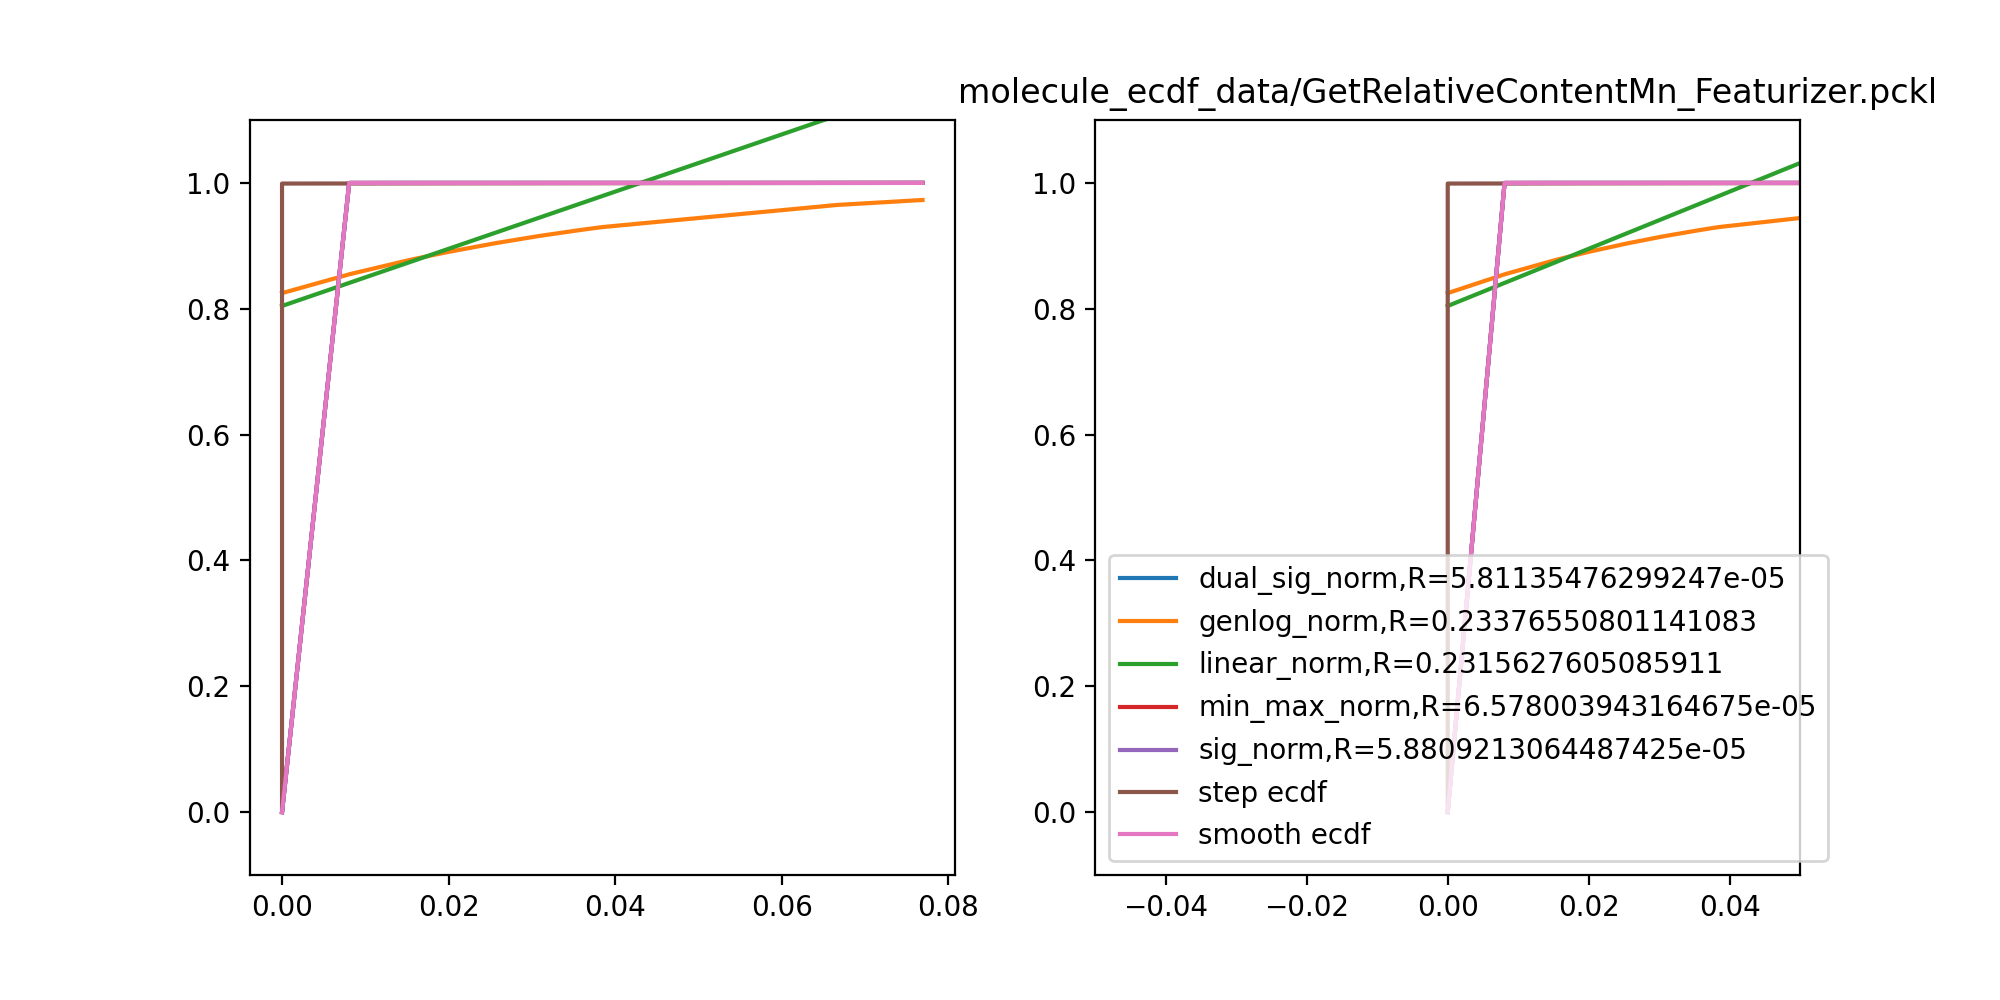 molecule_ecdf_data/GetRelativeContentMn_Featurizer.pckl
1.0
0.8
0.6
0.4
0.2
0.0
0.00 0.02 0.04 0.06 0.08
1.0
0.8
0.6
0.4
0.2
0.0
dual_sig_norm,R=5.81135476299247e-05
genlog_norm,R=0.23376550801141083
linear_norm,R=0.2315627605085911
min_max_norm,R=6.578003943164675e-05
sig_norm,R=5.8809213064487425e-05
step ecdf
smooth ecdf
−0.04 −0.02 0.00 0.02 0.04